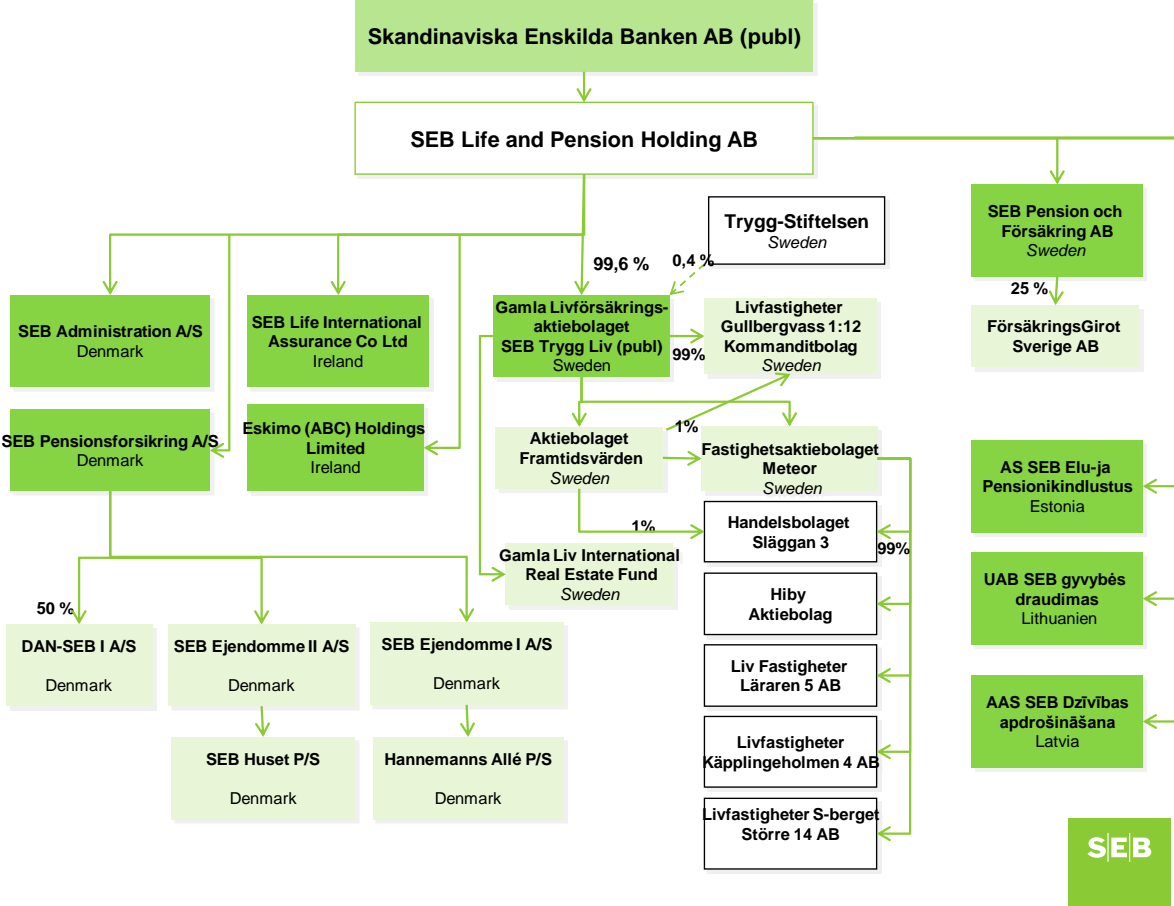 Skandinaviska Enskilda Banken AB (publ)
SEB Life and Pension Holding AB
Trygg-Stiftelsen
Sweden
SEB Pension och
Försäkring AB
Sweden
99,6 %
0,4 %
25 %
SEB Administration A/S
Denmark
SEB Life International
Assurance Co Ltd
Ireland
Gamla Livförsäkrings-
aktiebolaget
SEB Trygg Liv (publ)
Sweden
99%
Livfastigheter
Gullbergvass 1:12
Kommanditbolag
Sweden
FörsäkringsGirot
Sverige AB
SEB Pensionsforsikring A/S
Denmark
Eskimo (ABC) Holdings
Limited
Ireland
Aktiebolaget
Framtidsvärden
Sweden
1%
Fastighetsaktiebolaget
Meteor
Sweden
AS SEB Elu-ja
Pensionikindlustus
Estonia
1%
Handelsbolaget
Släggan 3
99%
Gamla Liv International
Real Estate Fund
Sweden
Hiby
Aktiebolag
UAB SEB gyvybės
draudimas
Lithuanien
50 %
DAN-SEB I A/S
Denmark
SEB Ejendomme II A/S
Denmark
SEB Ejendomme I A/S
Denmark
Liv Fastigheter
Läraren 5 AB
AAS SEB Dzīvības
apdrošināšana
Latvia
SEB Huset P/S
Denmark
Hannemanns Allé P/S
Denmark
Livfastigheter
Käpplingeholmen 4 AB
Livfastigheter S-berget
Större 14 AB
S|E|B